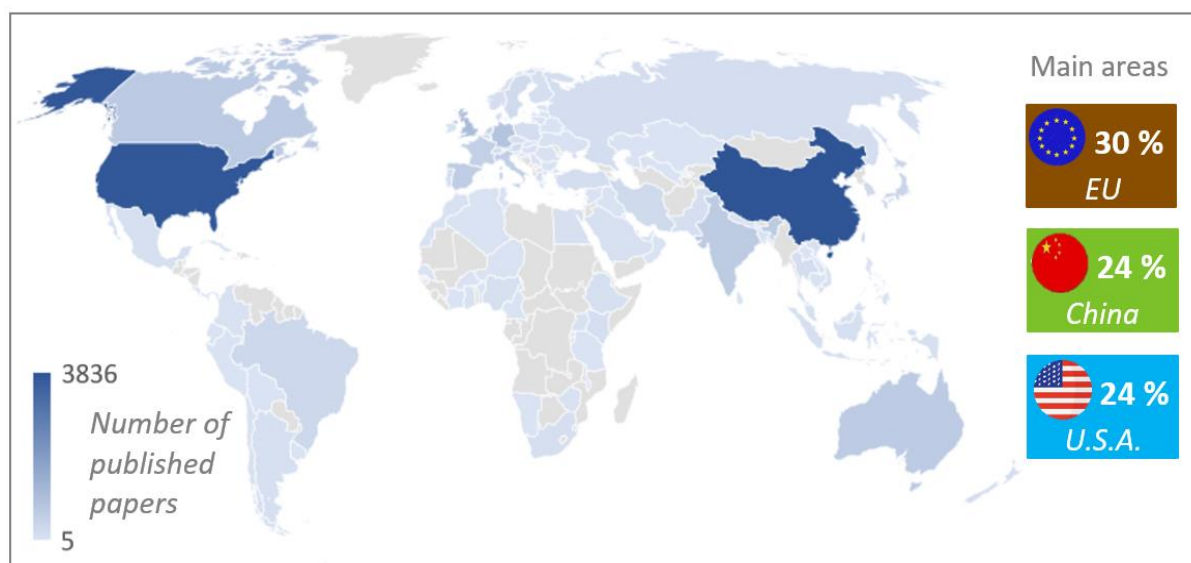 Main areas
30 %
EU
24 %
China
24 %
U.S.A.
3836
Number of
published
papers
5